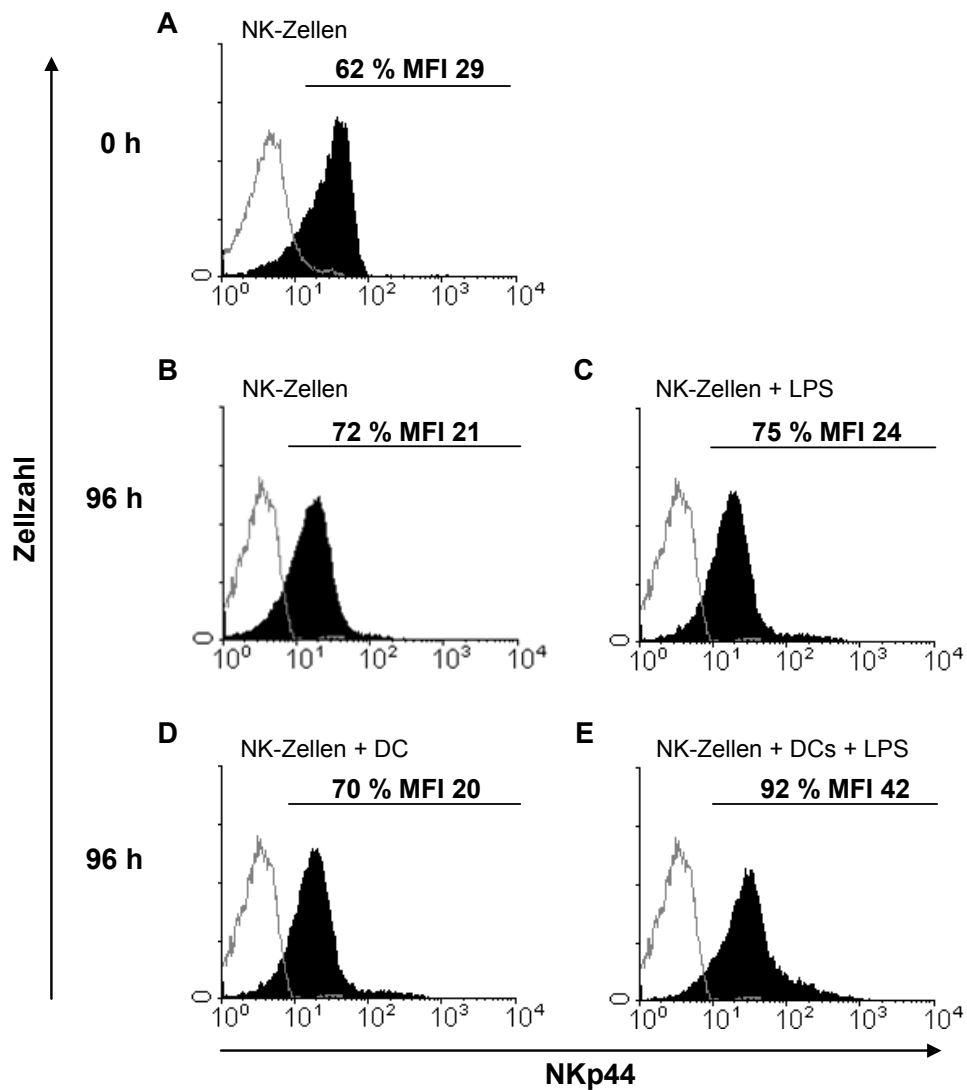 A
NK-Zellen
62 % MFI 29
0 h
0
10⁰ 10¹ 10² 10³ 10⁴
B
NK-Zellen
72 % MFI 21
C
NK-Zellen + LPS
75 % MFI 24
Zellzahl
96 h
0
10⁰ 10¹ 10² 10³ 10⁴
0
10⁰ 10¹ 10² 10³ 10⁴
D
NK-Zellen + DC
70 % MFI 20
E
NK-Zellen + DCs + LPS
92 % MFI 42
96 h
0
10⁰ 10¹ 10² 10³ 10⁴
0
10⁰ 10¹ 10² 10³ 10⁴
NKp44